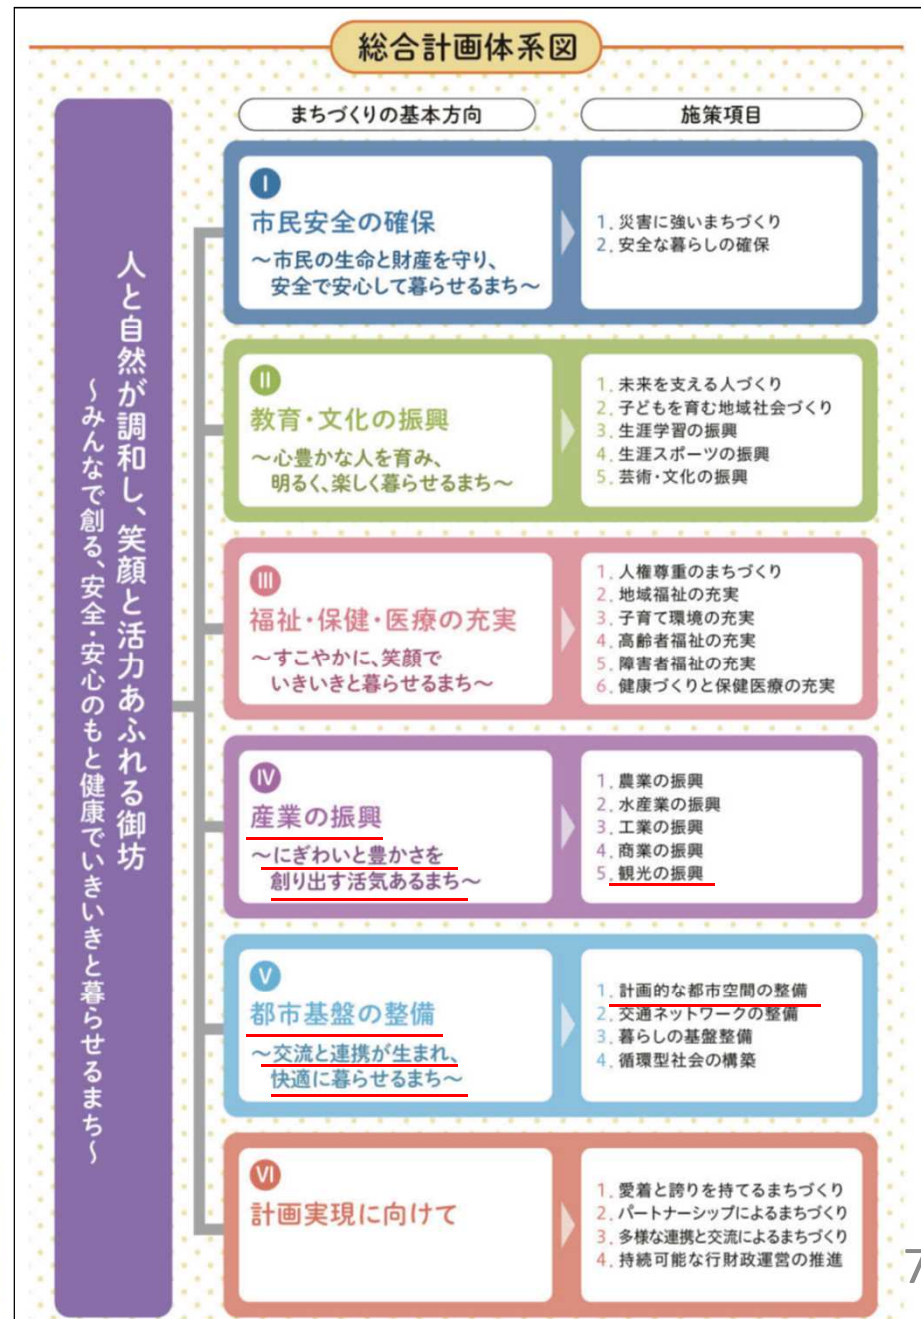 総合計画体系図
まちづくりの基本方向
施策項目
人と自然が調和し、笑顔と活力あふれる御坊
～みんなで創る、安全・安心のもと健康でいきいきと暮らせるまち～
I
市民安全の確保
～市民の生命と財産を守り、
安全で安心して暮らせるまち～
1. 災害に強いまちづくり
2. 安全な暮らしの確保
II
教育・文化の振興
～心豊かな人を育み、
明るく、楽しく暮らせるまち～
1. 未来を支える人づくり
2. 子どもを育む地域社会づくり
3. 生涯学習の振興
4. 生涯スポーツの振興
5. 芸術・文化の振興
III
福祉・保健・医療の充実
～すこやかに、笑顔で
いきいきと暮らせるまち～
1. 人権尊重のまちづくり
2. 地域福祉の充実
3. 子育て環境の充実
4. 高齢者福祉の充実
5. 障害者福祉の充実
6. 健康づくりと保健医療の充実
IV
産業の振興
～にぎわいと豊かさを
創り出す活気あるまち～
1. 農業の振興
2. 水産業の振興
3. 工業の振興
4. 商業の振興
5. 観光の振興
V
都市基盤の整備
～交流と連携が生まれ、
快適に暮らせるまち～
1. 計画的な都市空間の整備
2. 交通ネットワークの整備
3. 暮らしの基盤整備
4. 循環型社会の構築
VI
計画実現に向けて
1. 愛着と誇りを持てるまちづくり
2. パートナーシップによるまちづくり
3. 多様な連携と交流によるまちづくり
4. 持続可能な行財政運営の推進
7